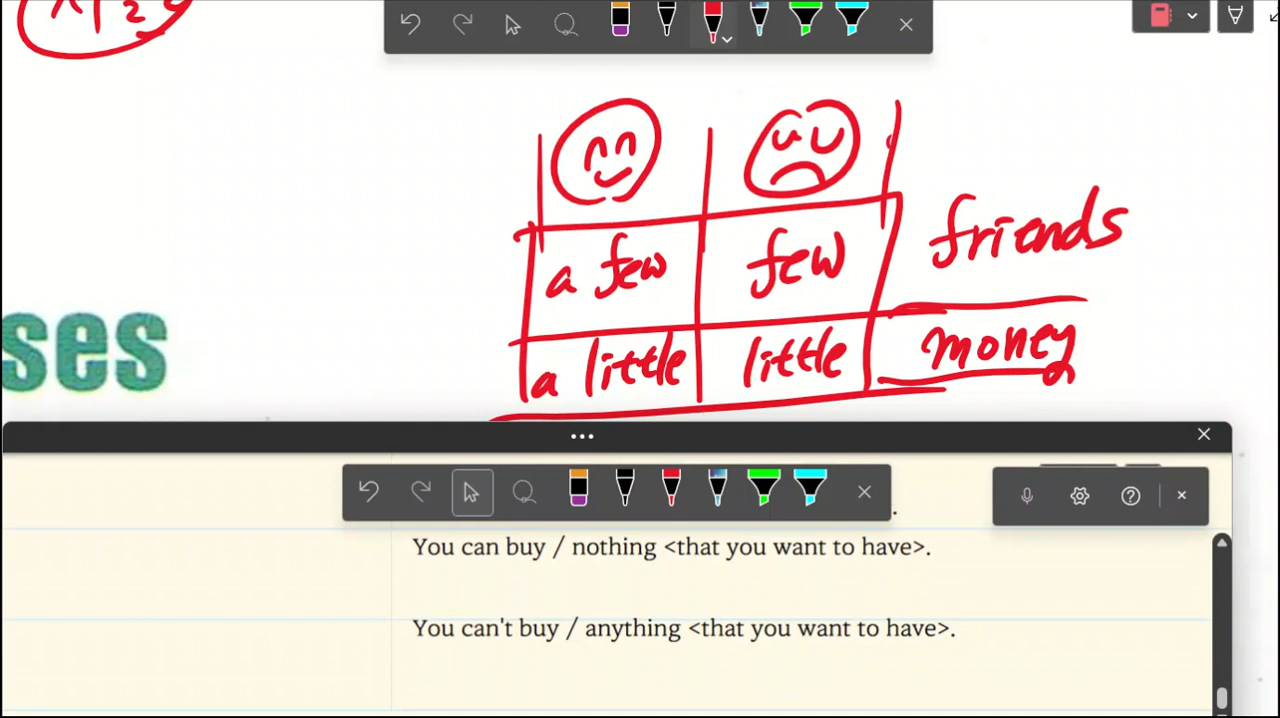 a few few friends
ses
a little little money
You can buy / nothing <that you want to have>.
You can't buy / anything <that you want to have>.